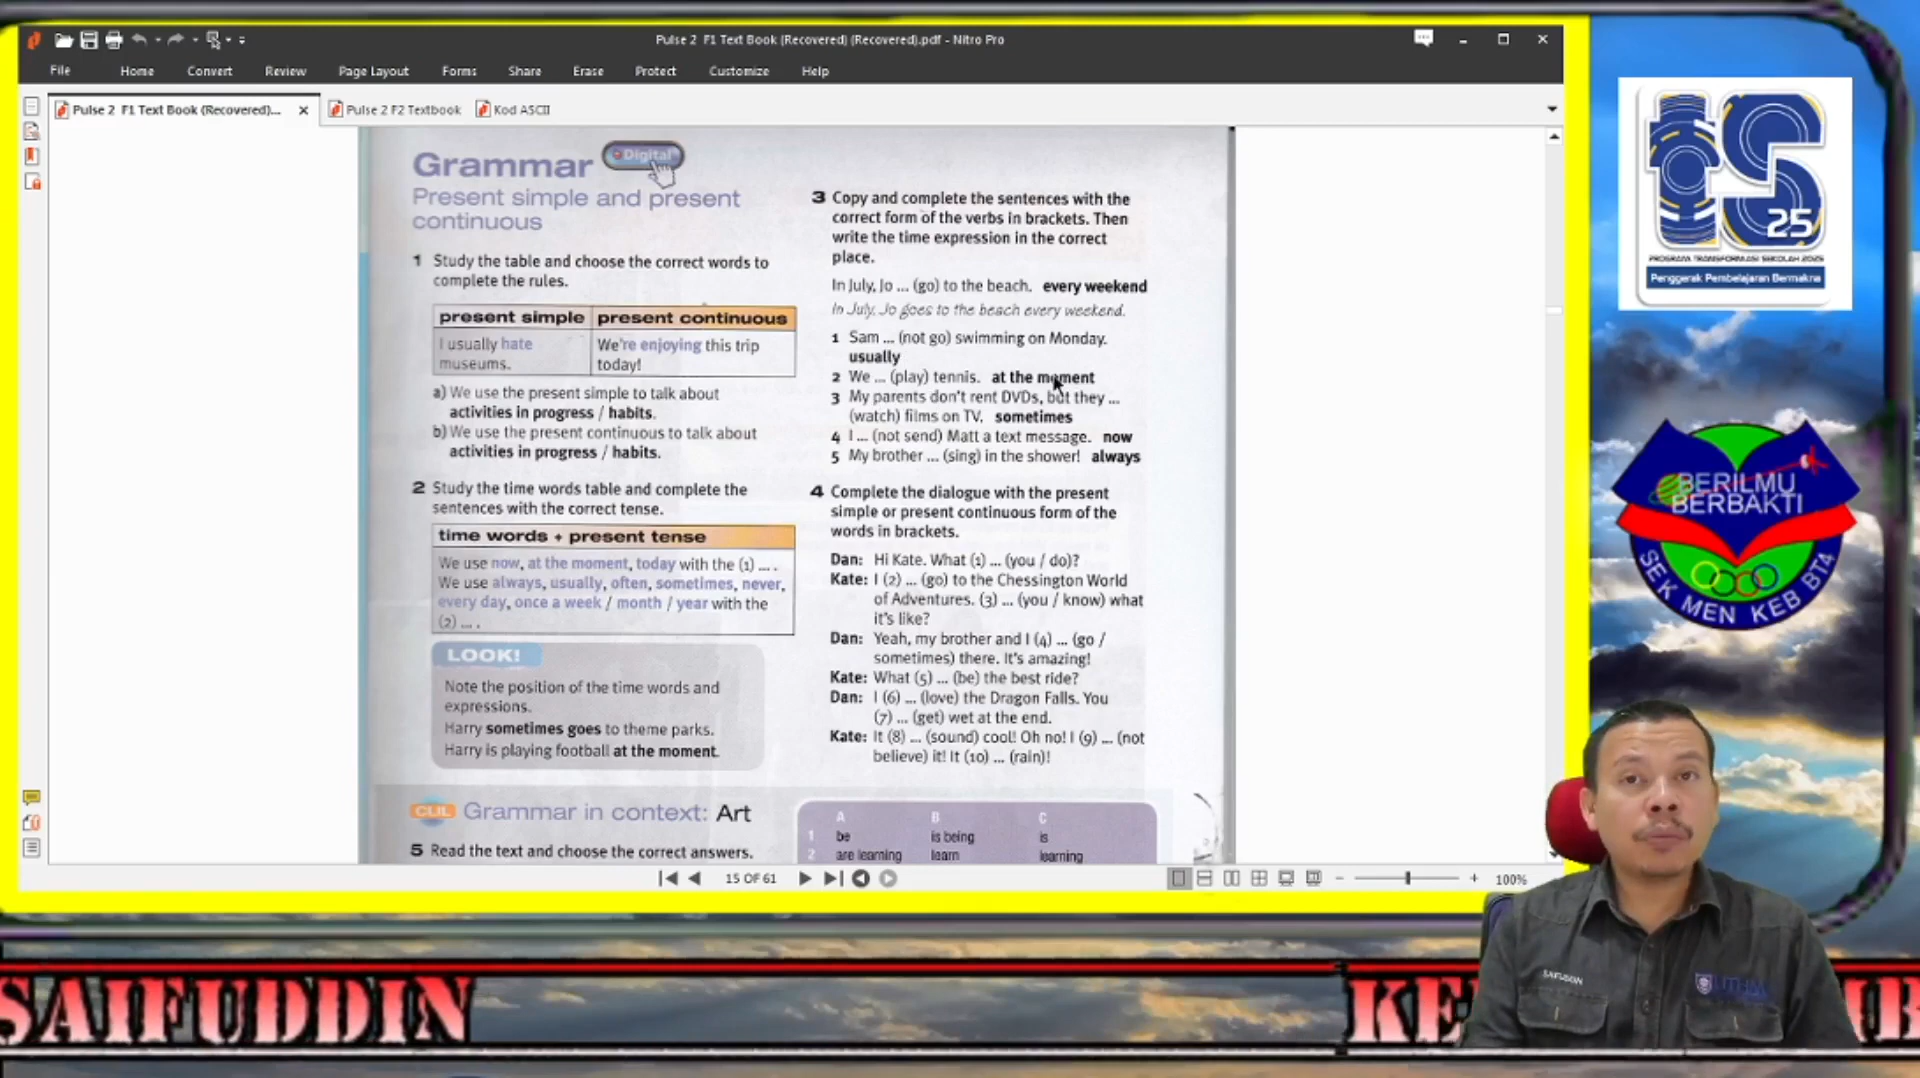 Pulse 2 F1 Text Book (Recovered) (Recovered).pdf - Nitro Pro
File Home Convert Review Page Layout Forms Share Erase Protect Customize Help
Pulse 2 F1 Text Book (Recovered)... Pulse 2 F2 Textbook Kod ASCII
Grammar Digital
Present simple and present
continuous
1 Study the table and choose the correct words to
complete the rules.
present simple present continuous
I usually hate We're enjoying this trip
museums. today!
a) We use the present simple to talk about
activities in progress / habits.
b) We use the present continuous to talk about
activities in progress / habits.
2 Study the time words table and complete the
sentences with the correct tense.
time words + present tense
We use now, at the moment, today with the (1) ... .
We use always, usually, often, sometimes, never,
every day, once a week / month / year with the
(2) ... .
LOOK!
Note the position of the time words and
expressions.
Harry sometimes goes to theme parks.
Harry is playing football at the moment.
3 Copy and complete the sentences with the
correct form of the verbs in brackets. Then
write the time expression in the correct
place.
In July, Jo ... (go) to the beach. every weekend
In July, Jo goes to the beach every weekend.
1 Sam ... (not go) swimming on Monday.
usually
2 We ... (play) tennis. at the moment
3 My parents don't rent DVDs, but they ...
(watch) films on TV. sometimes
4 I ... (not send) Matt a text message. now
5 My brother ... (sing) in the shower! always
4 Complete the dialogue with the present
simple or present continuous form of the
words in brackets.
Dan: Hi Kate. What (1) ... (you / do)?
Kate: I (2) ... (go) to the Chessington World
of Adventures. (3) ... (you / know) what
it's like?
Dan: Yeah, my brother and I (4) ... (go /
sometimes) there. It's amazing!
Kate: What (5) ... (be) the best ride?
Dan: I (6) ... (love) the Dragon Falls. You
(7) ... (get) wet at the end.
Kate: It (8) ... (sound) cool! Oh no! I (9) ... (not
believe) it! It (10) ... (rain)!
CLIL Grammar in context: Art
5 Read the text and choose the correct answers.
A B C
1 be is being is
2 are learning learn learning
15 OF 61
100%
tS
25
PROGRAM TRANSFORMASI SEKOLAH 2025
Penggerak Pembelajaran Bermakna
BERILMU
BERBAKTI
SEK MEN KEB BT4
SAIFUDDIN
UTHM
SAIFUDDIN
KE
UB